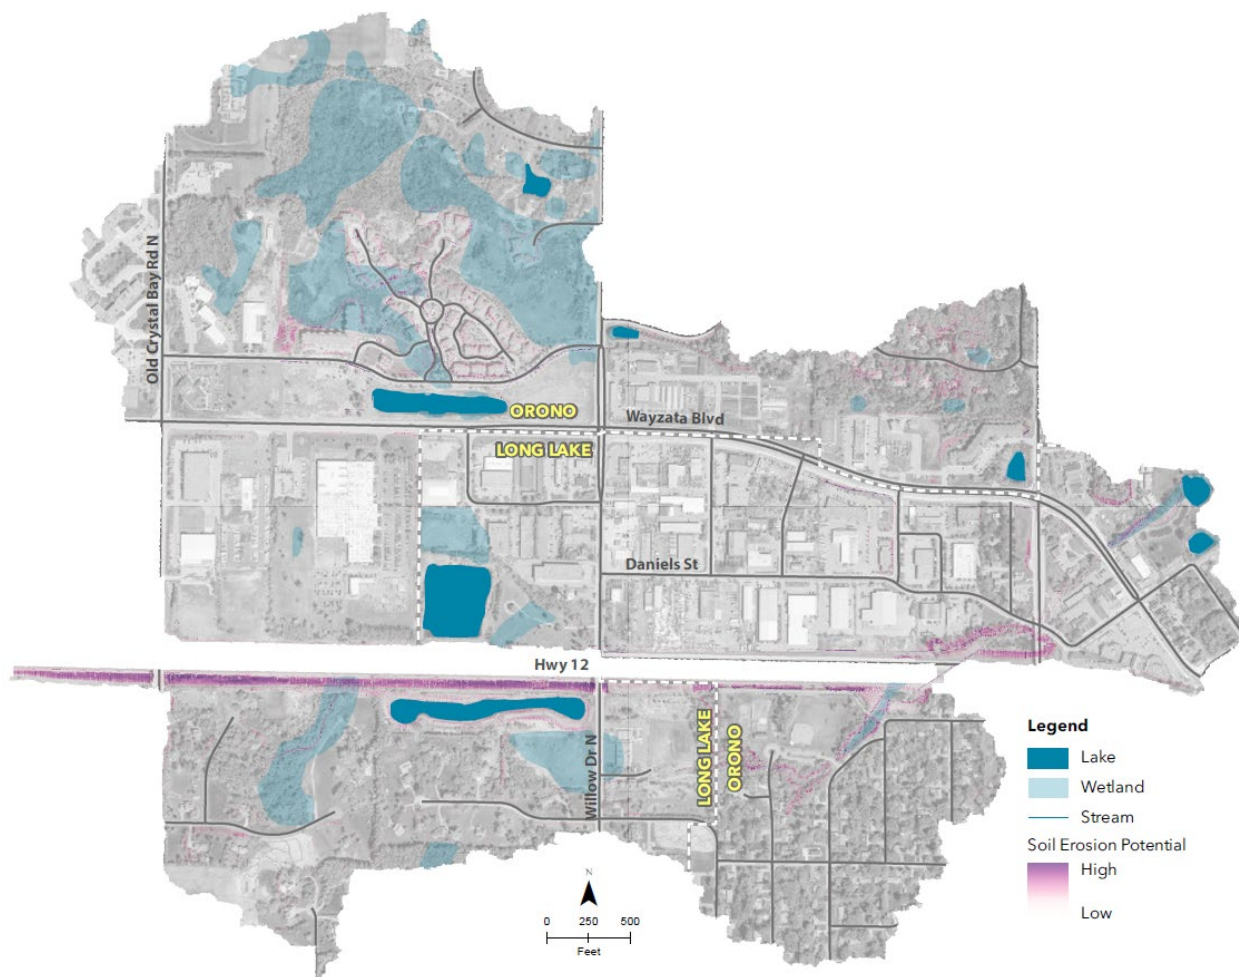 Old Crystal Bay Rd N
ORONO
Wayzata Blvd
LONG LAKE
Daniels St
Hwy 12
Willow Dr N
LONG LAKE
ORONO
Legend
Lake
Wetland
Stream
Soil Erosion Potential
High
Low
N
0 250 500
Feet